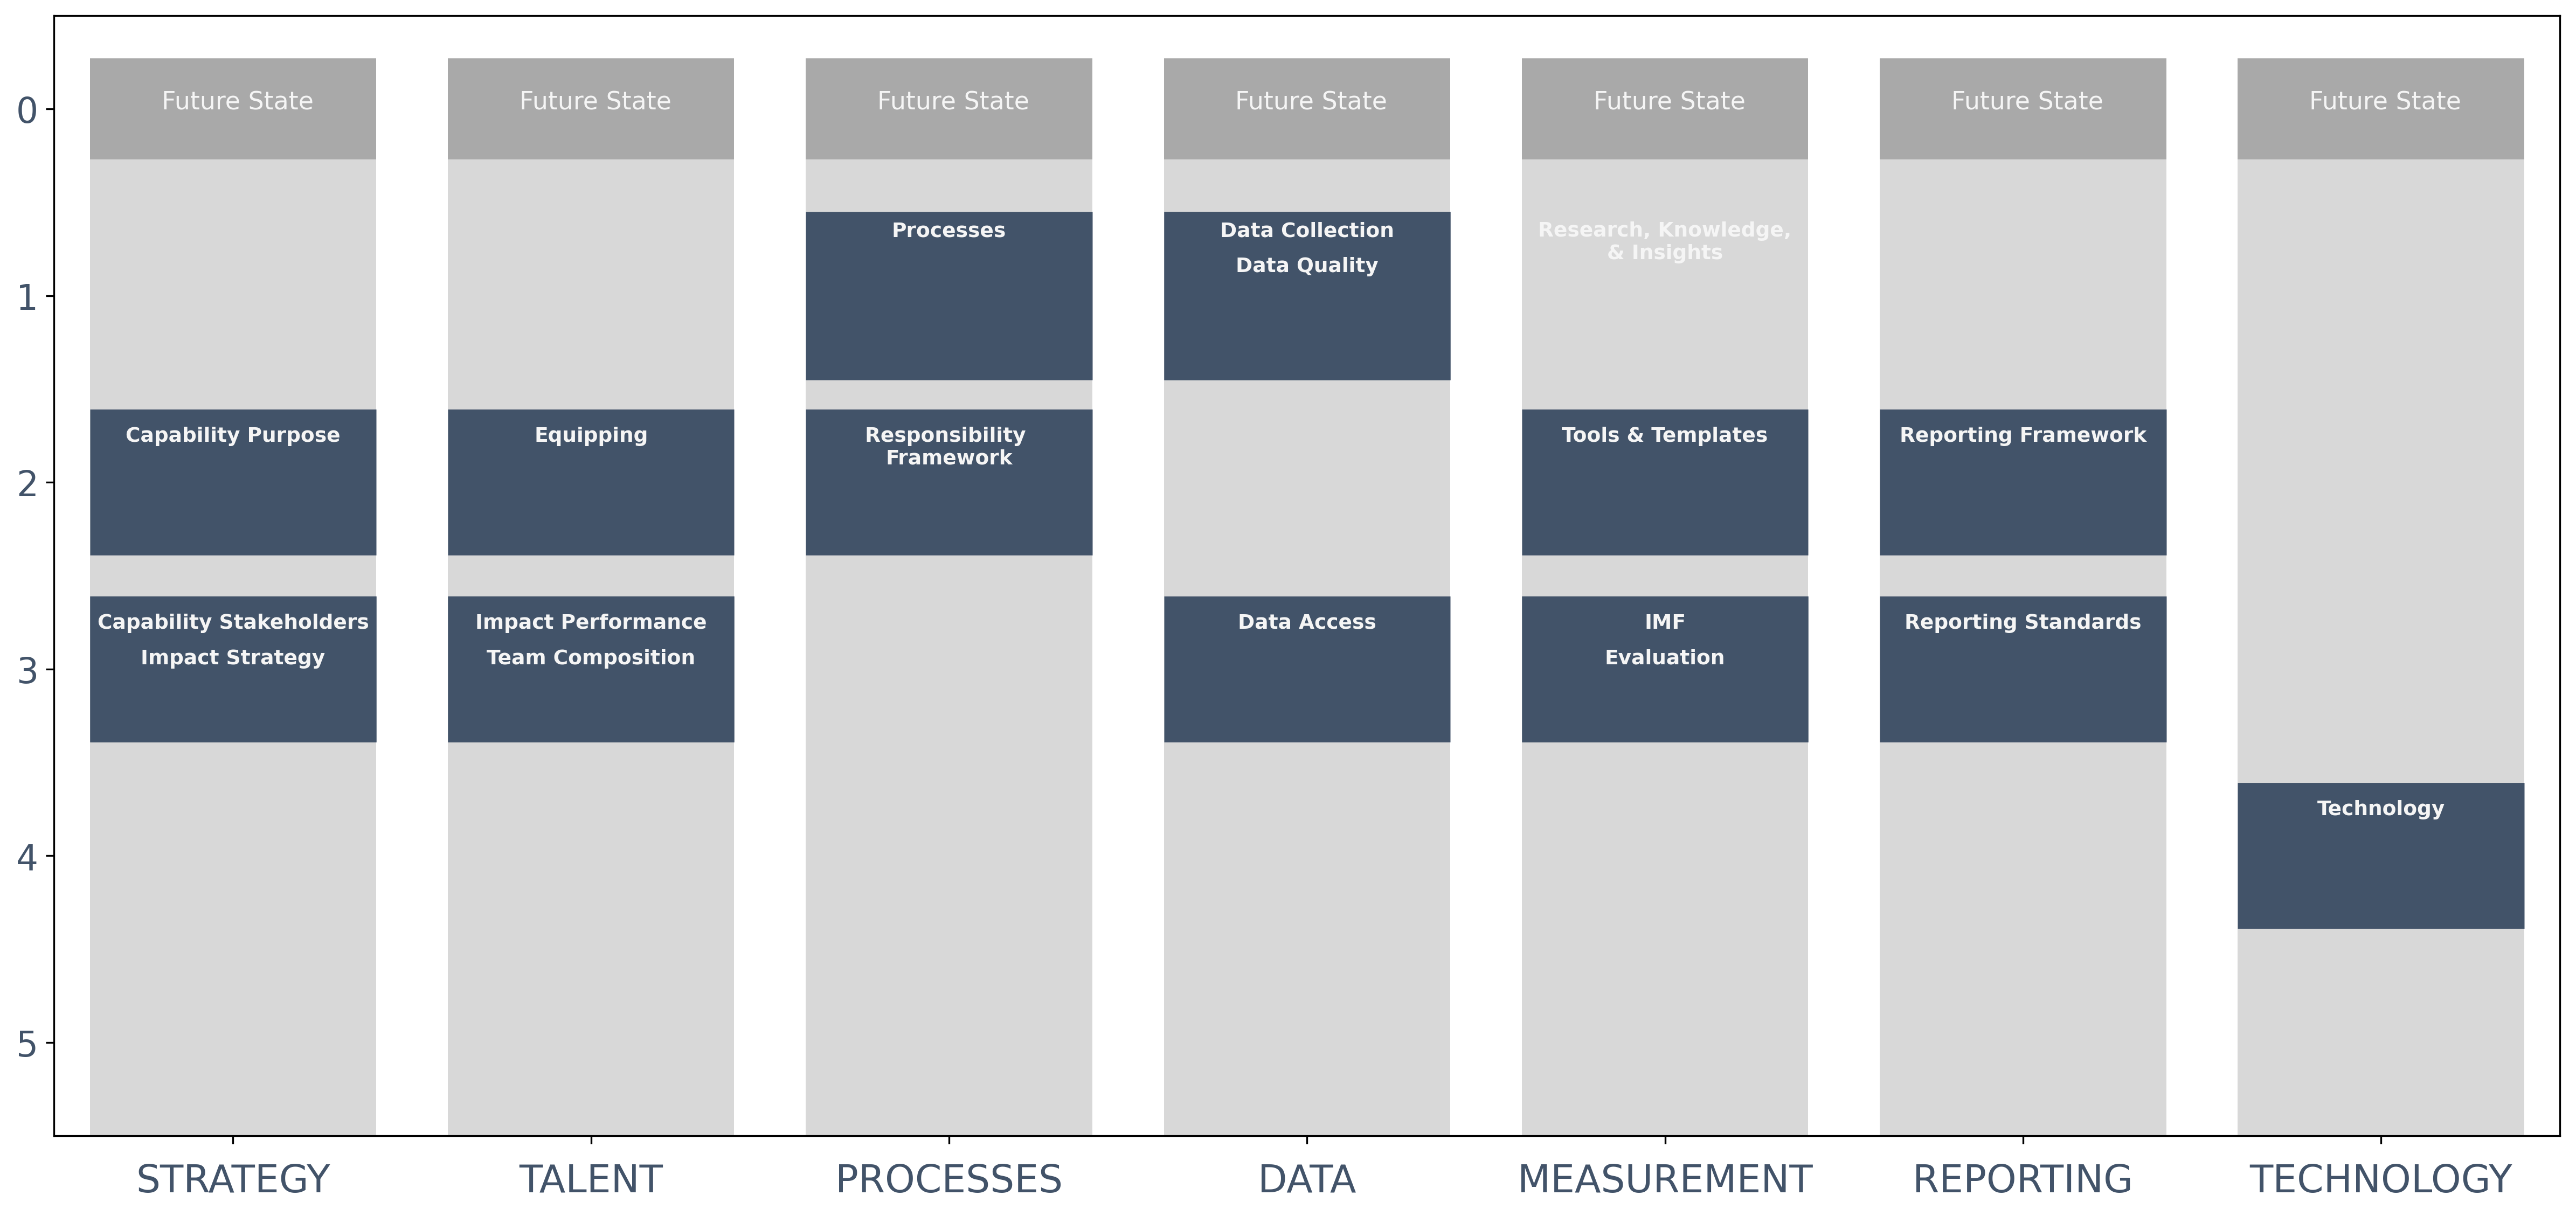 Future State Future State Future State Future State Future State Future State Future State
0
Processes Data Collection Research, Knowledge,
Data Quality & Insights
1
Capability Purpose Equipping Responsibility Tools & Templates Reporting Framework
Framework
2
Capability Stakeholders Impact Performance Data Access IMF Reporting Standards
Impact Strategy Team Composition Evaluation
3
Technology
4
5
STRATEGY TALENT PROCESSES DATA MEASUREMENT REPORTING TECHNOLOGY